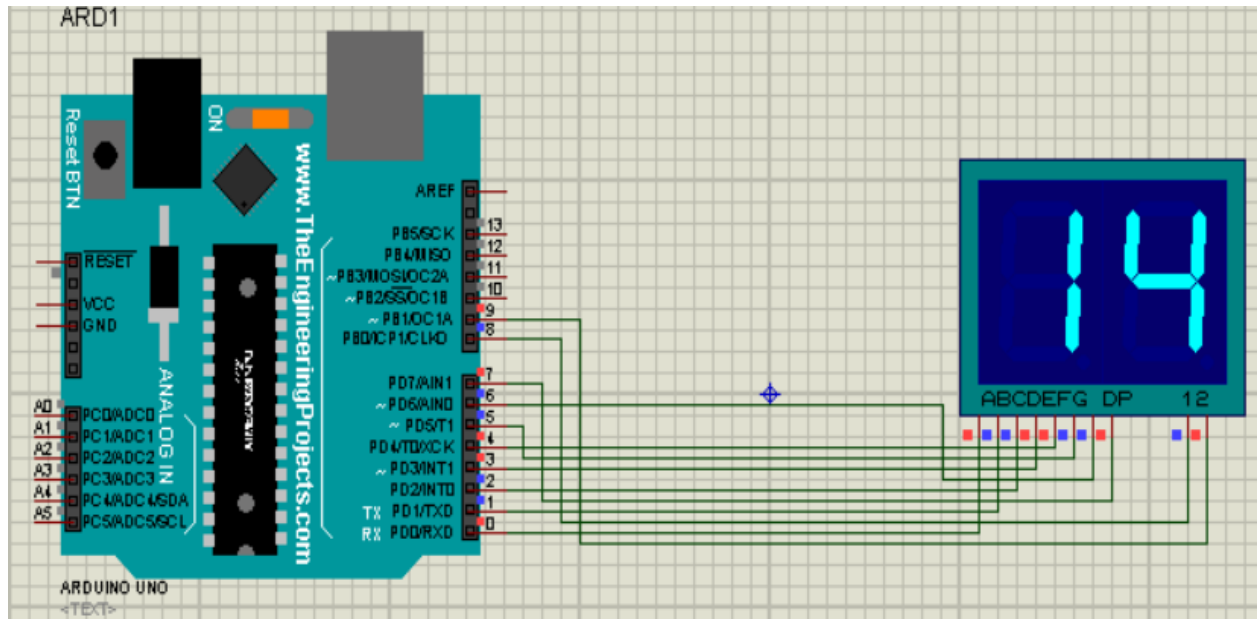 ARD1
Reset BTN
ON
www.TheEngineeringProjects.com
AREF
PB5/SCK
13
PB4/MISO
12
~PB3/MOSI/OC2A
11
~PB2/SS/OC1B
10
~PB1/OC1A
9
PB0/ICP1/CLKO
8
PD7/AIN1
7
~PD6/AIN0
6
~PD5/T1
5
PD4/T0/XCK
4
~PD3/INT1
3
PD2/INT0
2
TX PD1/TXD
1
RX PD0/RXD
0
RESET
VCC
GND
ANALOG IN
A0 PC0/ADC0
A1 PC1/ADC1
A2 PC2/ADC2
A3 PC3/ADC3
A4 PC4/ADC4/SDA
A5 PC5/ADC5/SCL
ARDUINO UNO
<TEXT>
14
ABCDEFG DP 12